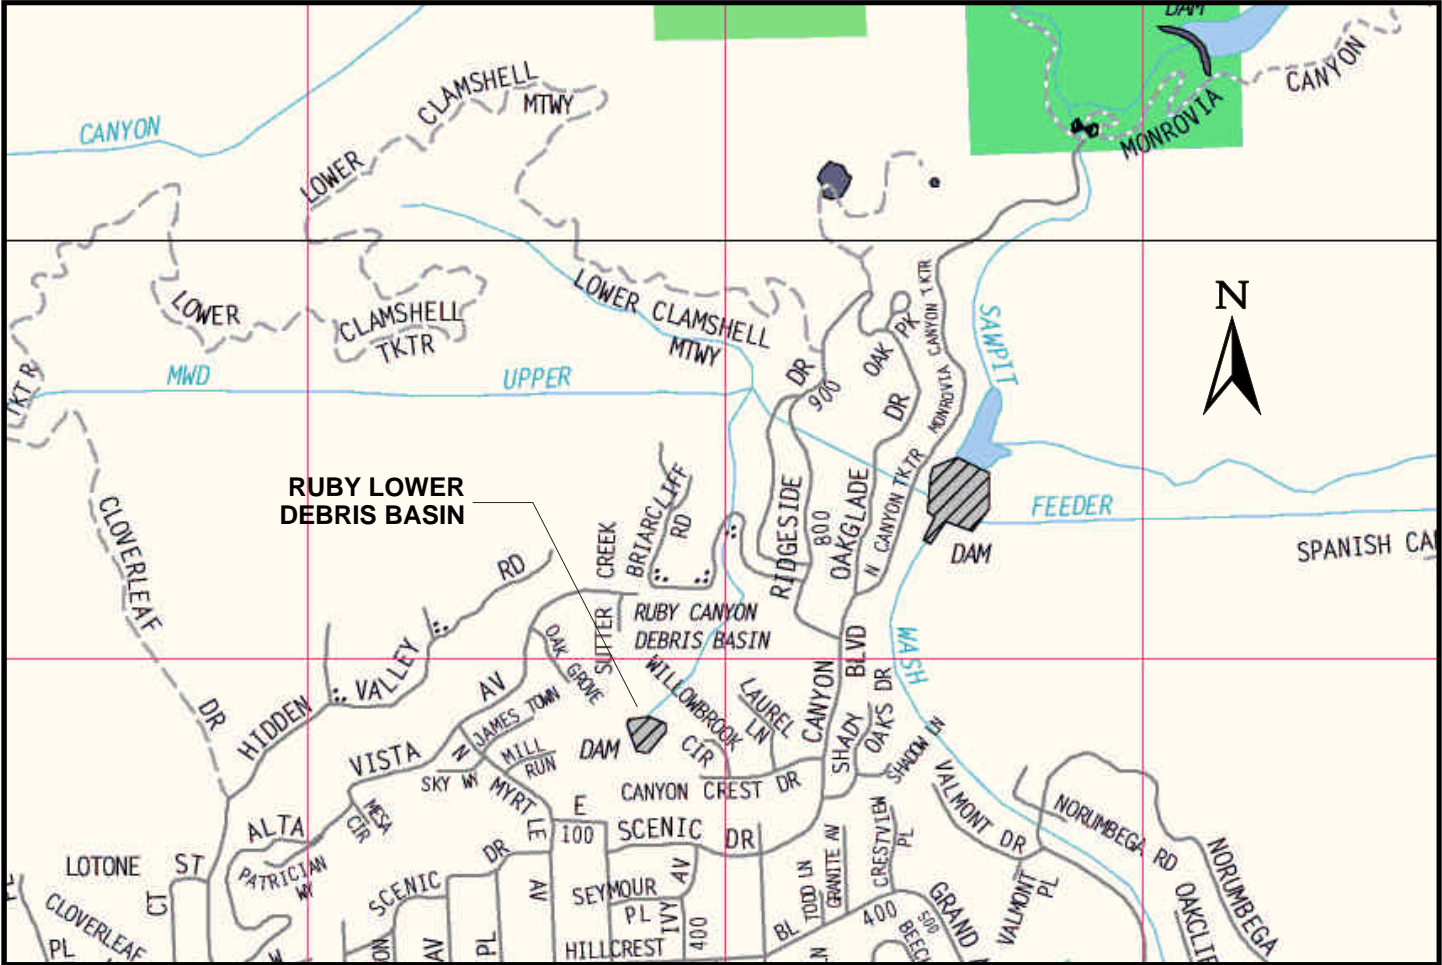 DAM
CANYON
CLAMSHELL
MTWY
CANYON
MONROVIA
LOWER
LOWER
CLAMSHELL
TKTR
LOWER CLAMSHELL
MTWY
N
SAWPIT
OAK PK
MONROVIA CANYON TKTR
MWD
UPPER
DR
900
DR
TKTR
RUBY LOWER
DEBRIS BASIN
CLOVERLEAF
DR
BRIARCLIFF
RD
SUTTER CREEK
RIDGESIDE
800
OAKGLADE
N CANYON TKTR
FEEDER
DAM
SPANISH
RD
RUBY CANYON
DEBRIS BASIN
OAK GROVE
WILLOWBROOK
CIR
LAUREL
LN
CANYON
BLVD
WASH
HIDDEN
VALLEY
AV
VISTA
JAMES TOWN
N
MYRTLE
AV
SKY WY
MILL
RUN
DAM
CANYON CREST DR
SHADY
OAKS DR
SHADOW LN
VALMONT DR
NORUMBEGA RD
NORUMBEGA
ALTA
MESA
CIR
E
100
SCENIC
DR
LOTONE
ST
CT
PATRICIAN
WY
SCENIC
DR
SEYMOUR
PL
IVY
AV
400
TODD LN
GRANITE AV
CRESTVIEW
PL
VALMONT
PL
CLOVERLEAF
PL
AV
PL
HILLCREST
BL
400
500
GRAND